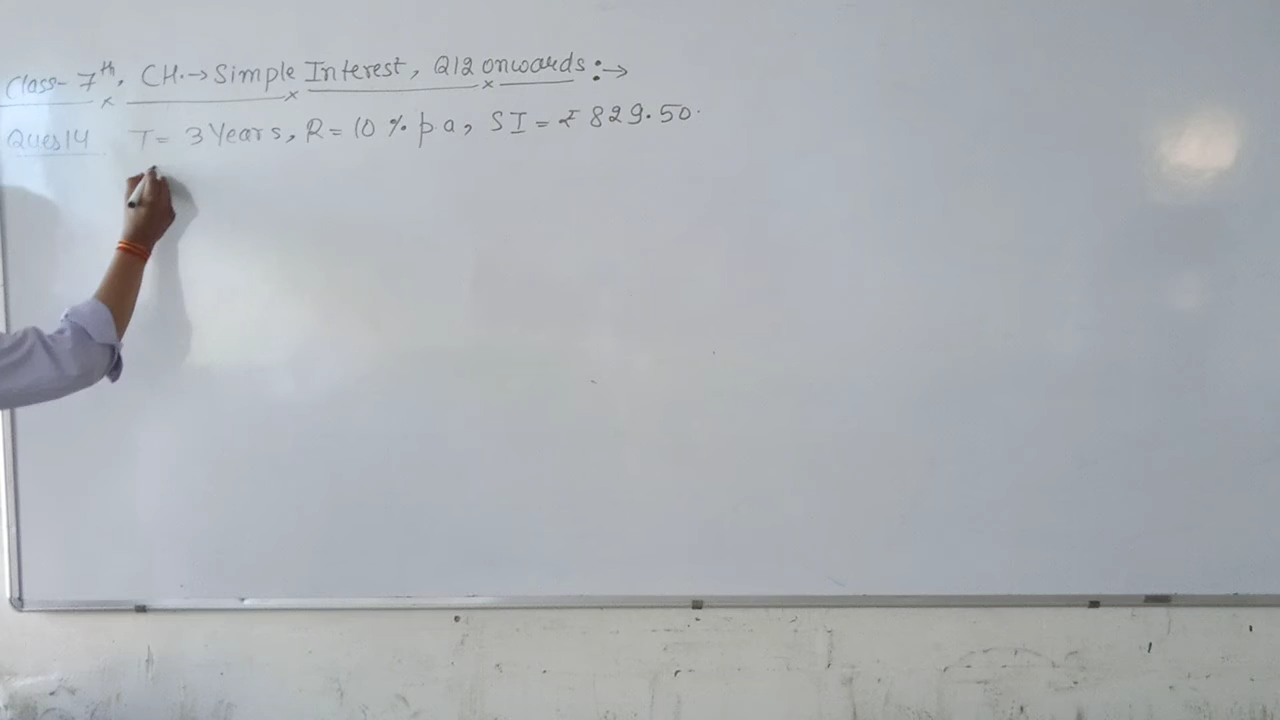 Class- 7th, CH.→ Simple Interest, Q12 onwards :→
Ques14 T= 3 Years, R= 10 % p.a, SI = ₹ 829.50.